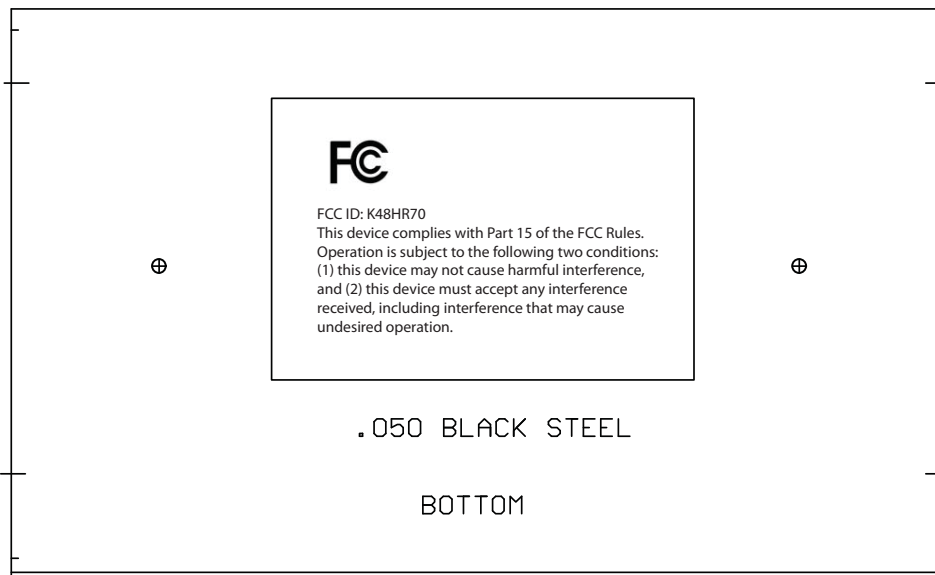 FC
FCC ID: K48HR70
This device complies with Part 15 of the FCC Rules.
Operation is subject to the following two conditions:
(1) this device may not cause harmful interference,
and (2) this device must accept any interference
received, including interference that may cause
undesired operation.
.050 BLACK STEEL
BOTTOM